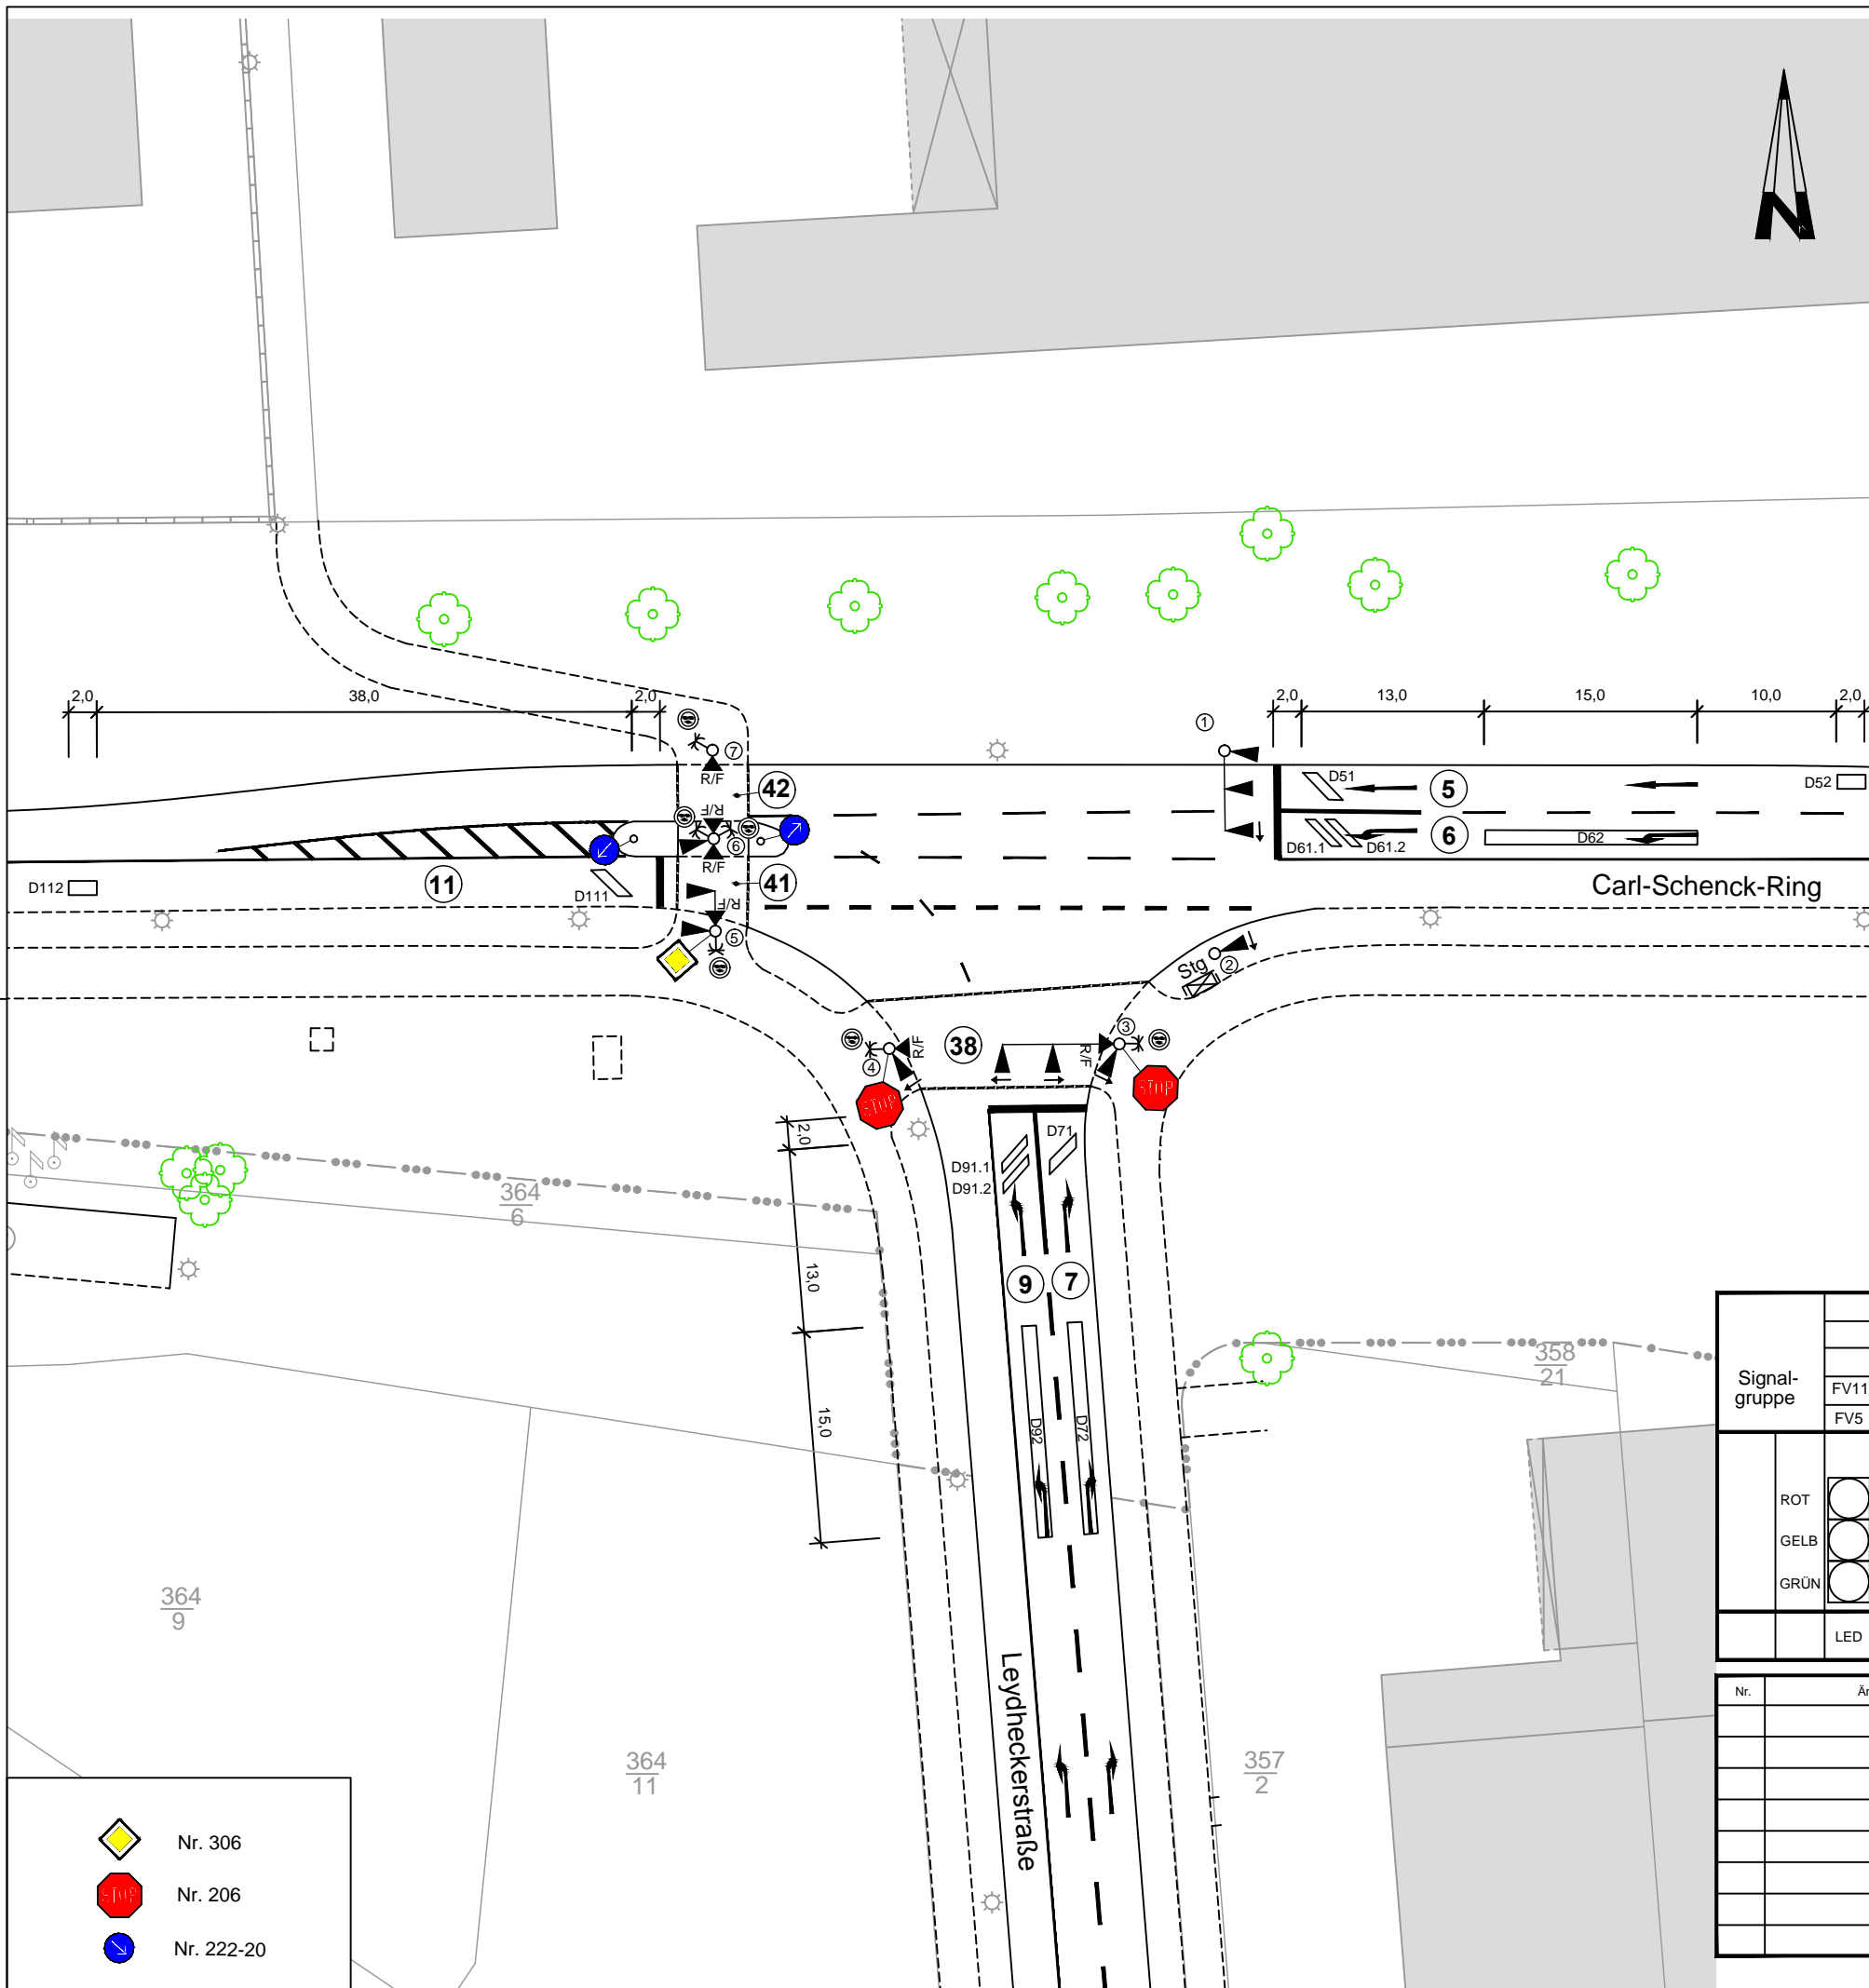 N
2,0
38,0
2,0
2,0
13,0
15,0
10,0
2,0
1
7
R/F
42
R/F
6
R/F
41
R/F
5
D51
5
D52
6
D61.1
D61.2
D62
Carl-Schenck-Ring
D112
11
D111
Stg
2
3
R/F
38
R/F
4
STOP
STOP
2,0
13,0
15,0
D71
D91.1
D91.2
9
7
D92
D72
364
6
358
21
364
9
364
11
357
2
Leydheckerstraße
Signal-
gruppe
FV11
FV5
ROT
GELB
GRÜN
LED
Nr.
Är
Nr. 306
STOP
Nr. 206
Nr. 222-20